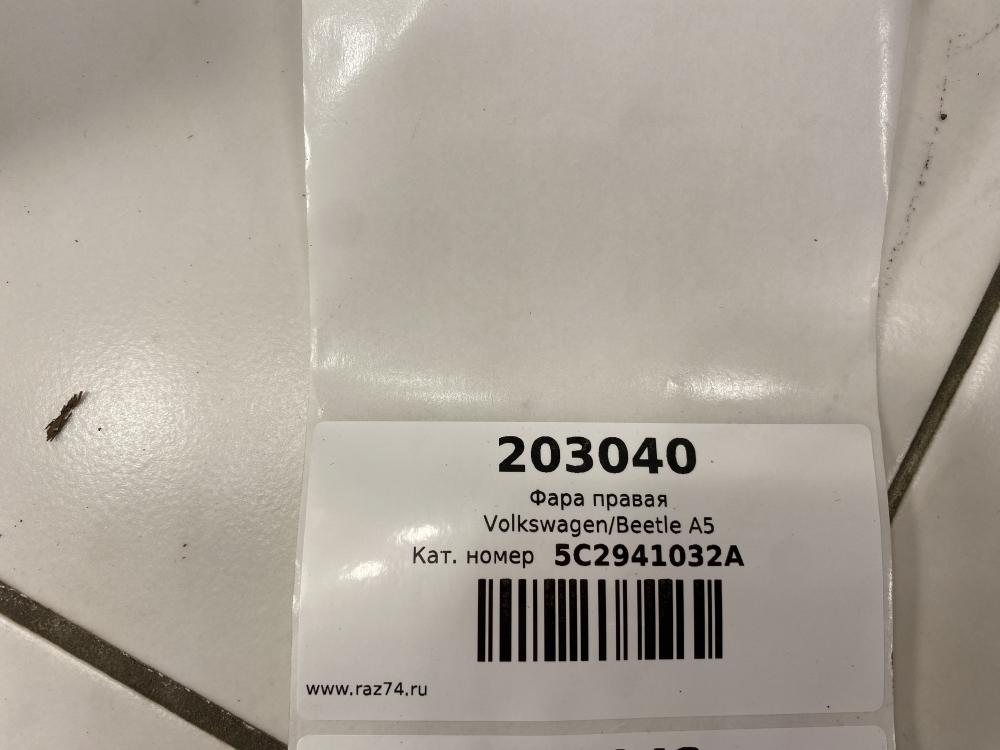 203040
Фара правая
Volkswagen/Beetle A5
Кат. номер 5C2941032A
www.raz74.ru